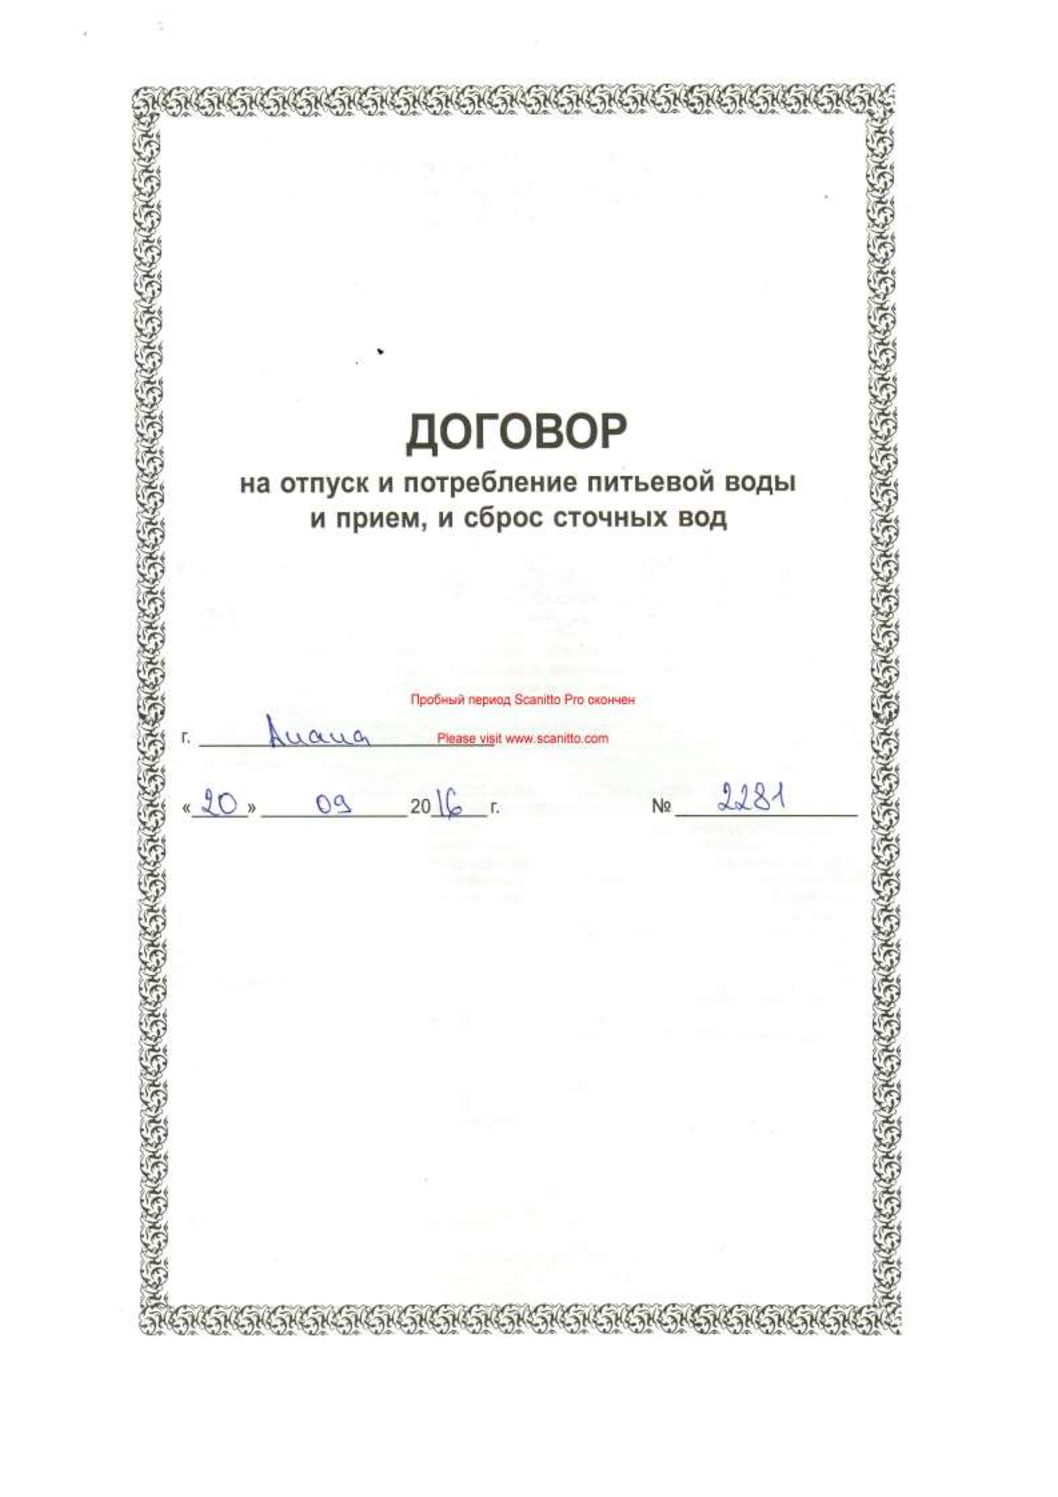 ДОГОВОР
на отпуск и потребление питьевой воды
и прием, и сброс сточных вод
Пробный период Scanitto Pro окончен
г. Анапа
Please visit www.scanitto.com
«20» 09 2016 г. № 2281